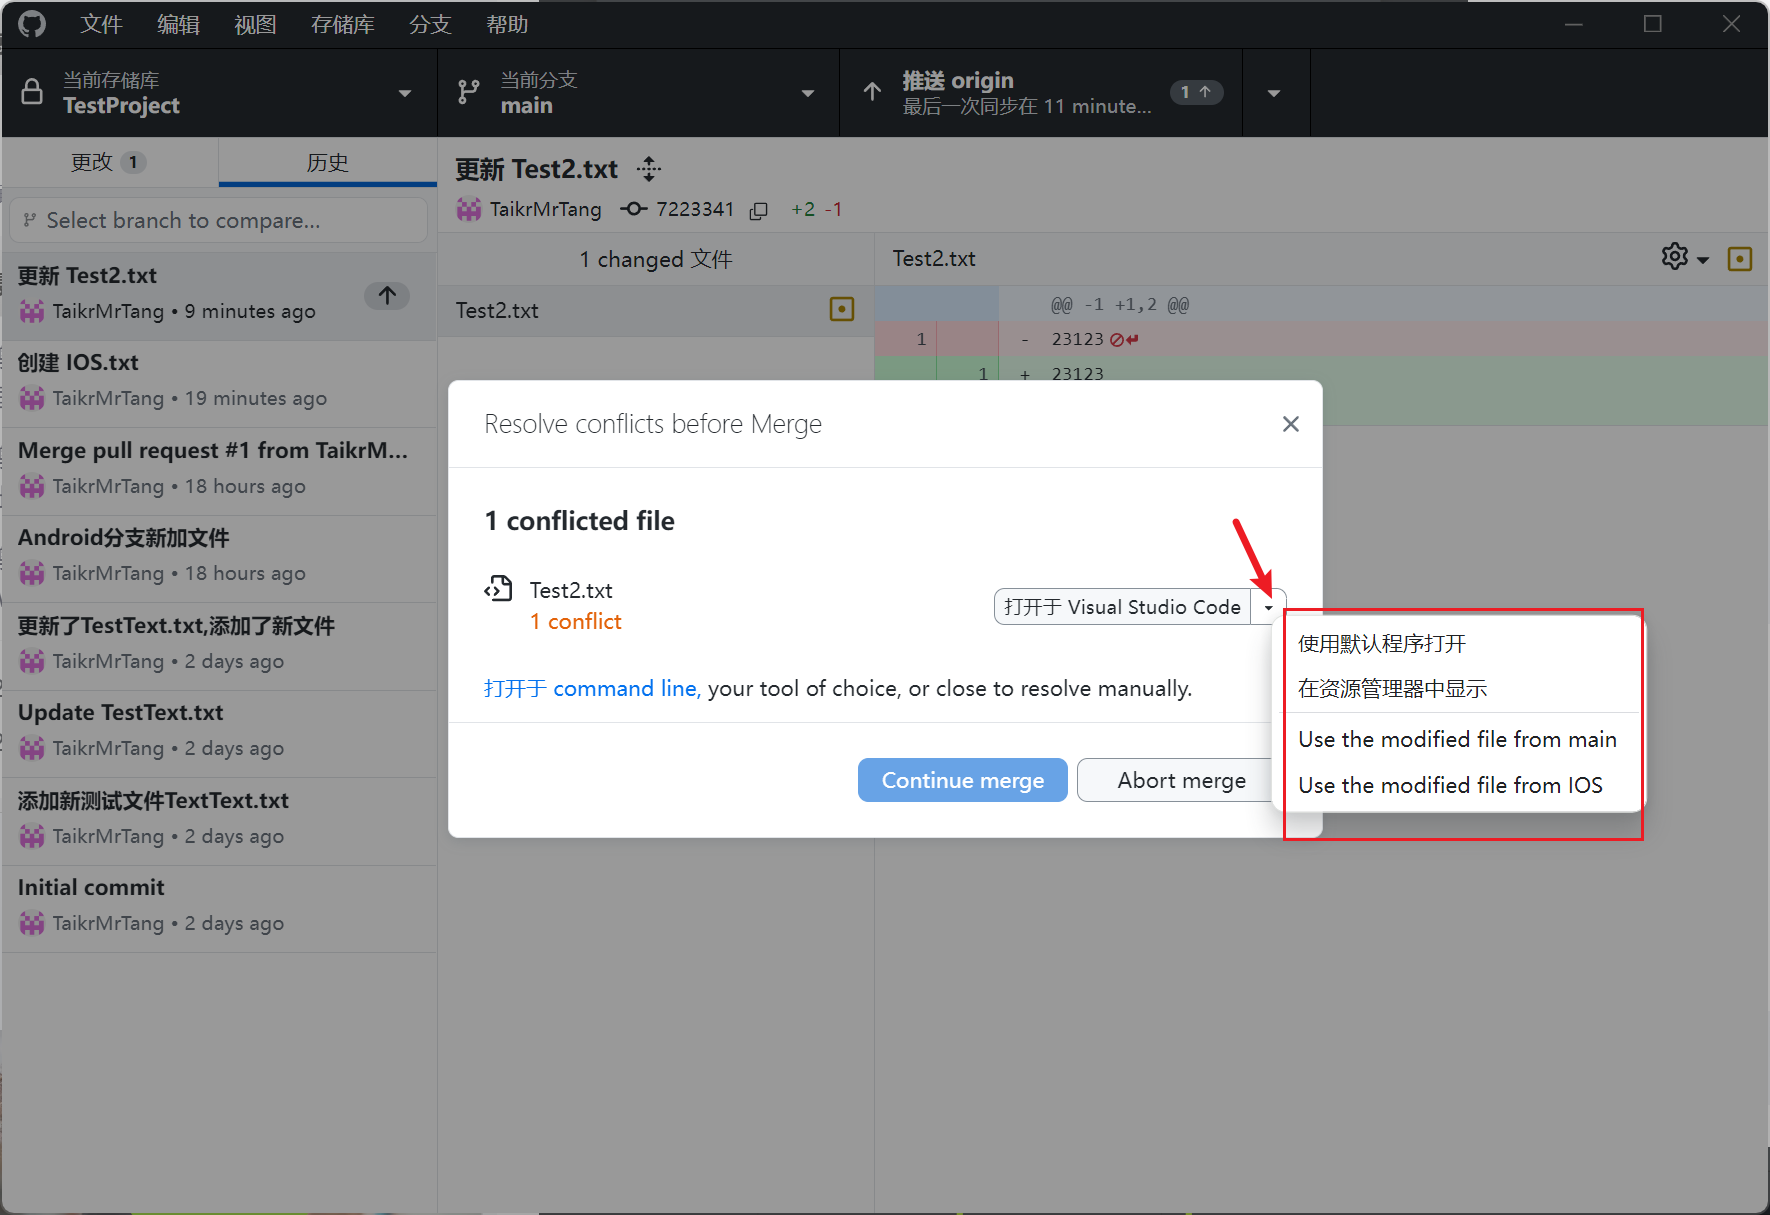 文件 编辑 视图 存储库 分支 帮助
当前存储库
TestProject
当前分支
main
推送 origin
最后一次同步在 11 minute...
1
更改 1
历史
Select branch to compare...
更新 Test2.txt
TaikrMrTang • 9 minutes ago
创建 IOS.txt
TaikrMrTang • 19 minutes ago
Merge pull request #1 from TaikrM...
TaikrMrTang • 18 hours ago
Android分支新加文件
TaikrMrTang • 18 hours ago
更新了TestText.txt,添加了新文件
TaikrMrTang • 2 days ago
Update TestText.txt
TaikrMrTang • 2 days ago
添加新测试文件TextText.txt
TaikrMrTang • 2 days ago
Initial commit
TaikrMrTang • 2 days ago
更新 Test2.txt
TaikrMrTang 7223341 +2 -1
1 changed 文件
Test2.txt
Test2.txt
@@ -1 +1,2 @@
1 - 23123
1 + 23123
Resolve conflicts before Merge
1 conflicted file
Test2.txt
1 conflict
打开于 Visual Studio Code
打开于 command line, your tool of choice, or close to resolve manually.
Continue merge
Abort merge
使用默认程序打开
在资源管理器中显示
Use the modified file from main
Use the modified file from IOS